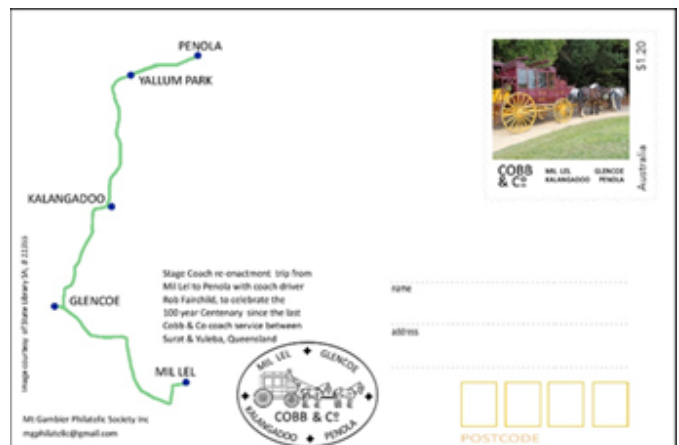 PENOLA
YALLUM PARK
KALANGADOO
GLENCOE
MIL LEL
Image courtesy of State Library SA, #
Stage Coach re-enactment trip from
Mil Lel to Penola with coach driver
Rob Fairchild, to celebrate the
100 year Centenary since the last
Cobb & Co coach service between
Surat & Yuleba, Queensland
MIL LEL GLENCOE
COBB & Co
KALANGADOO PENOLA
Mt Gambier Philatelic Society Inc
mgphilatelic@gmail.com
$1.20
Australia
COBB
& Co
MIL LEL GLENCOE
KALANGADOO PENOLA
name
address
POSTCODE